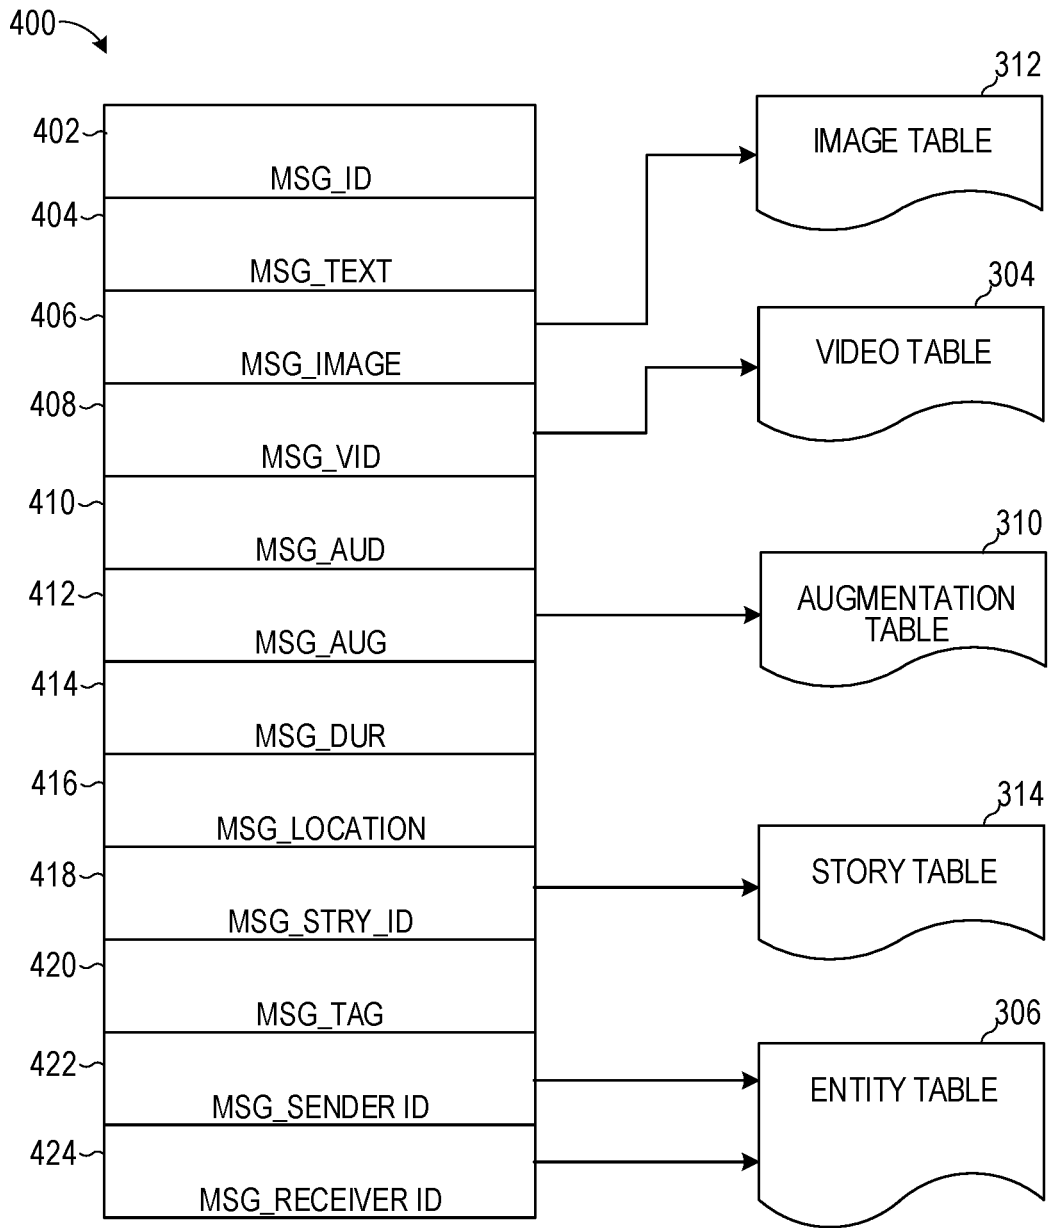 400
402
MSG_ID
404
MSG_TEXT
406
MSG_IMAGE
408
MSG_VID
410
MSG_AUD
412
MSG_AUG
414
MSG_DUR
416
MSG_LOCATION
418
MSG_STRY_ID
420
MSG_TAG
422
MSG_SENDER ID
424
MSG_RECEIVER ID
312
IMAGE TABLE
304
VIDEO TABLE
310
AUGMENTATION
TABLE
314
STORY TABLE
306
ENTITY TABLE